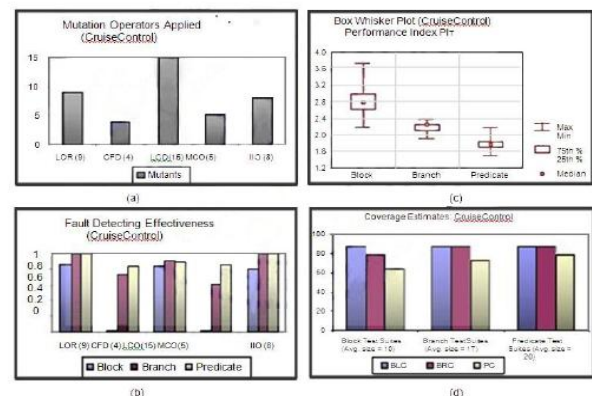 Mutation Operators Applied
(CruiseControl)
15
10
5
0
LOR (9) CFD (4) LCO(15) MCO(5) IIO (8)
Mutants
(a)
Box Whisker Plot (CruiseControl)
Performance Index PI+
4.0
3.6
3.2
2.8
2.4
2.0
1.6
1.2
Block Branch Predicate
Max
Min
75th %
25th %
Median
(c)
Fault Detecting Effectiveness
(CruiseControl)
1
0.8
0.6
0.4
0.2
0
LOR (9) CFD (4) LCO(15) MCO(5) IIO (8)
Block Branch Predicate
(b)
Coverage Estimates: CruiseControl
100
80
60
40
20
0
Block Test Suites
(Avg. size = 10)
Branch TestSuites
(Avg. size = 17)
Predicate Test
Suites (Avg. size =
20)
BLC BRC PC
(d)